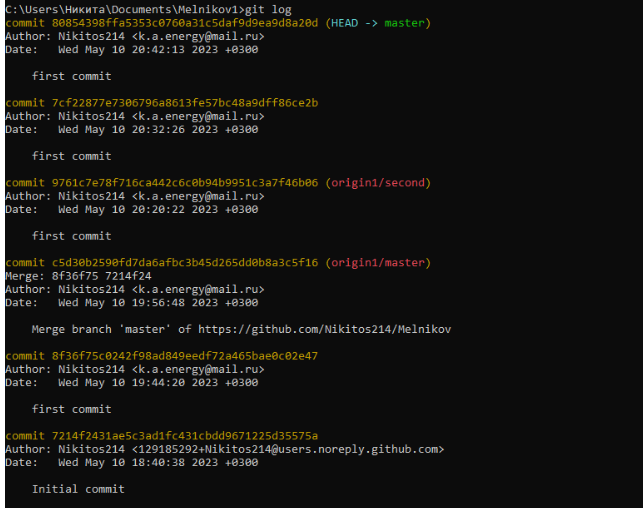 C:\Users\Никита\Documents\Melnikov1>git log
commit 80854398ffa5353c0760a31c5daf9d9ea9d8a20d (HEAD -> master)
Author: Nikitos214 <k.a.energy@mail.ru>
Date:   Wed May 10 20:42:13 2023 +0300
    first commit
commit 7cf22877e7306796a8613fe57bc48a9dff86ce2b
Author: Nikitos214 <k.a.energy@mail.ru>
Date:   Wed May 10 20:32:26 2023 +0300
    first commit
commit 9761c7e78f716ca442c6c0b94b9951c3a7f46b06 (origin1/second)
Author: Nikitos214 <k.a.energy@mail.ru>
Date:   Wed May 10 20:20:22 2023 +0300
    first commit
commit c5d30b2590fd7da6afbc3b45d265dd0b8a3c5f16 (origin1/master)
Merge: 8f36f75 7214f24
Author: Nikitos214 <k.a.energy@mail.ru>
Date:   Wed May 10 19:56:48 2023 +0300
    Merge branch 'master' of https://github.com/Nikitos214/Melnikov
commit 8f36f75c0242f98ad849eedf72a465bae0c02e47
Author: Nikitos214 <k.a.energy@mail.ru>
Date:   Wed May 10 19:44:20 2023 +0300
    first commit
commit 7214f2431ae5c3ad1fc431cbdd9671225d35575a
Author: Nikitos214 <129185292+Nikitos214@users.noreply.github.com>
Date:   Wed May 10 18:40:38 2023 +0300
    Initial commit